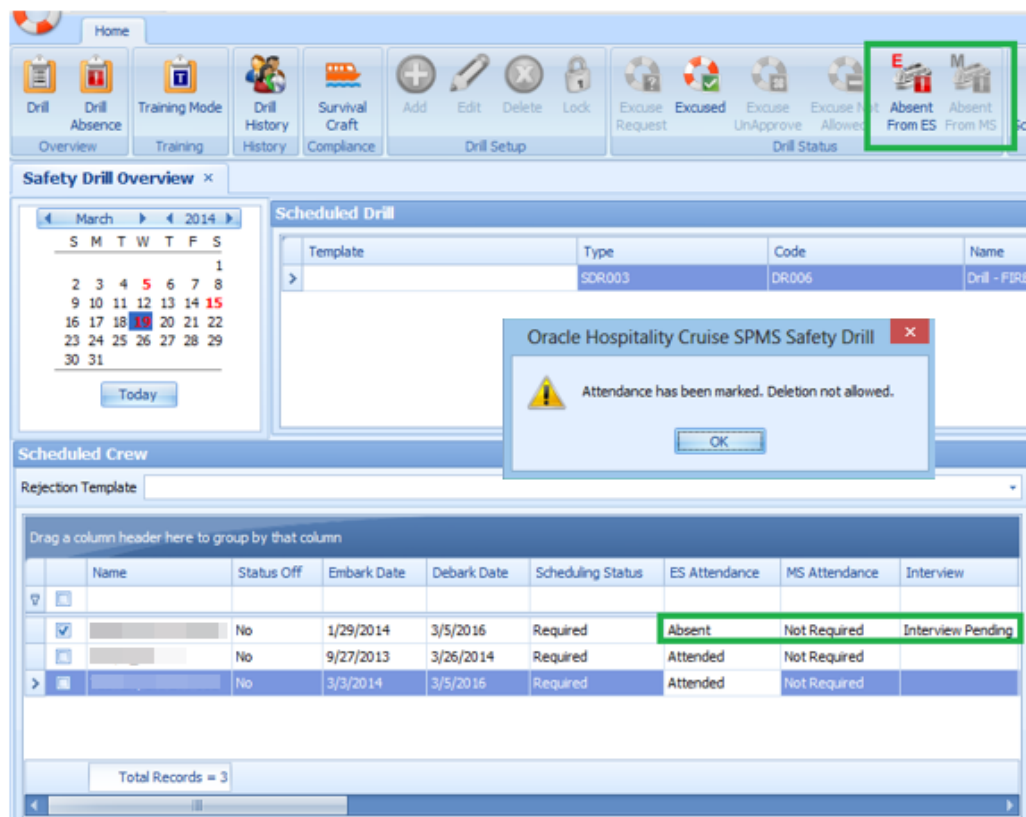 Home
Drill
Drill Absence
Training Mode
Drill History
Survival Craft
Add
Edit
Delete
Lock
Excuse Request
Excused
Excuse UnApprove
Excuse Not Allowed
E
Absent From ES
M
Absent From MS
Overview
Training
History
Compliance
Drill Setup
Drill Status
Safety Drill Overview ×
March 2014
S M T W T F S
1
2 3 4 5 6 7 8
9 10 11 12 13 14 15
16 17 18 19 20 21 22
23 24 25 26 27 28 29
30 31
Today
Scheduled Drill
Template Type Code Name
SDR003 DR006 Drill - FIRE
Oracle Hospitality Cruise SPMS Safety Drill
Attendance has been marked. Deletion not allowed.
OK
Scheduled Crew
Rejection Template
Drag a column header here to group by that column
Name Status Off Embark Date Debark Date Scheduling Status ES Attendance MS Attendance Interview
No 1/29/2014 3/5/2016 Required Absent Not Required Interview Pending
No 9/27/2013 3/26/2014 Required Attended Not Required
No 3/3/2014 3/5/2016 Required Attended Not Required
Total Records = 3